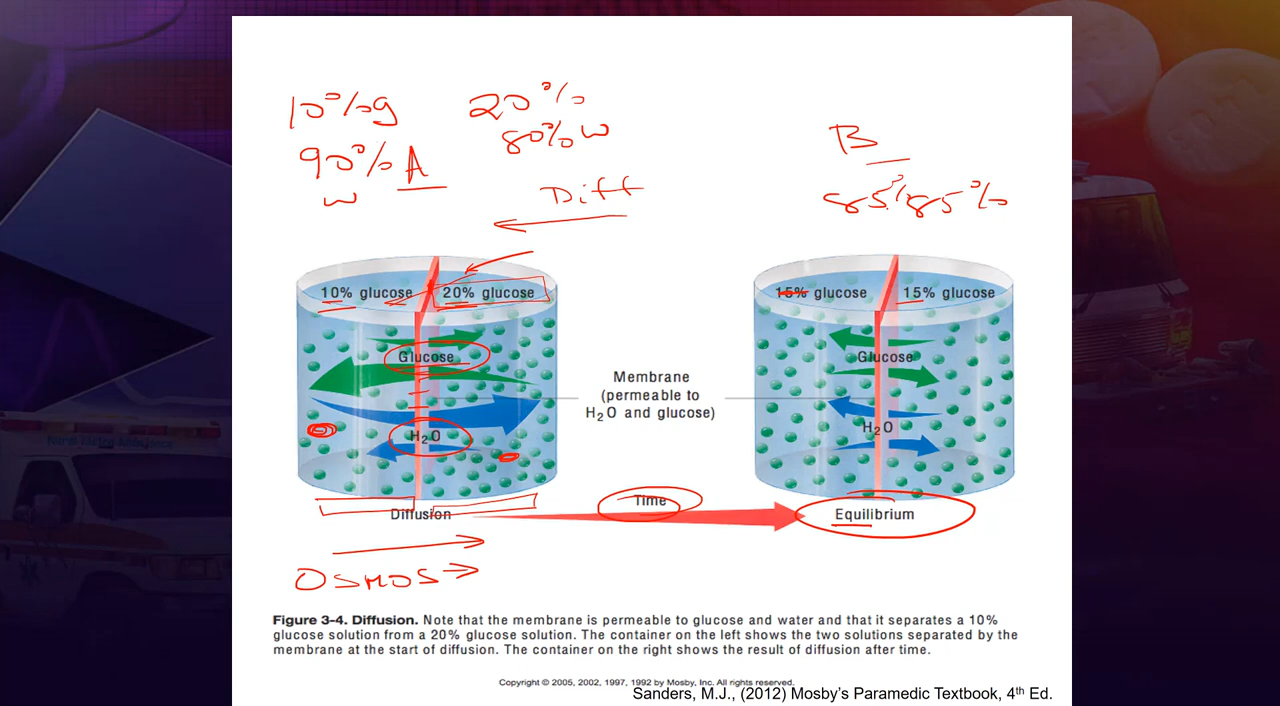 10%g 20%
80% W
90% A
W
Diff
B
85% 85%
10% glucose 20% glucose
Glucose
H₂O
Diffusion
OSMOS
Membrane
(permeable to
H₂O and glucose)
Time
15% glucose 15% glucose
Glucose
H₂O
Equilibrium
Figure 3-4. Diffusion. Note that the membrane is permeable to glucose and water and that it separates a 10%
glucose solution from a 20% glucose solution. The container on the left shows the two solutions separated by the
membrane at the start of diffusion. The container on the right shows the result of diffusion after time.
Copyright © 2005, 2002, 1997, 1992 by Mosby, Inc. All rights reserved.
Sanders, M.J., (2012) Mosby's Paramedic Textbook, 4th Ed.